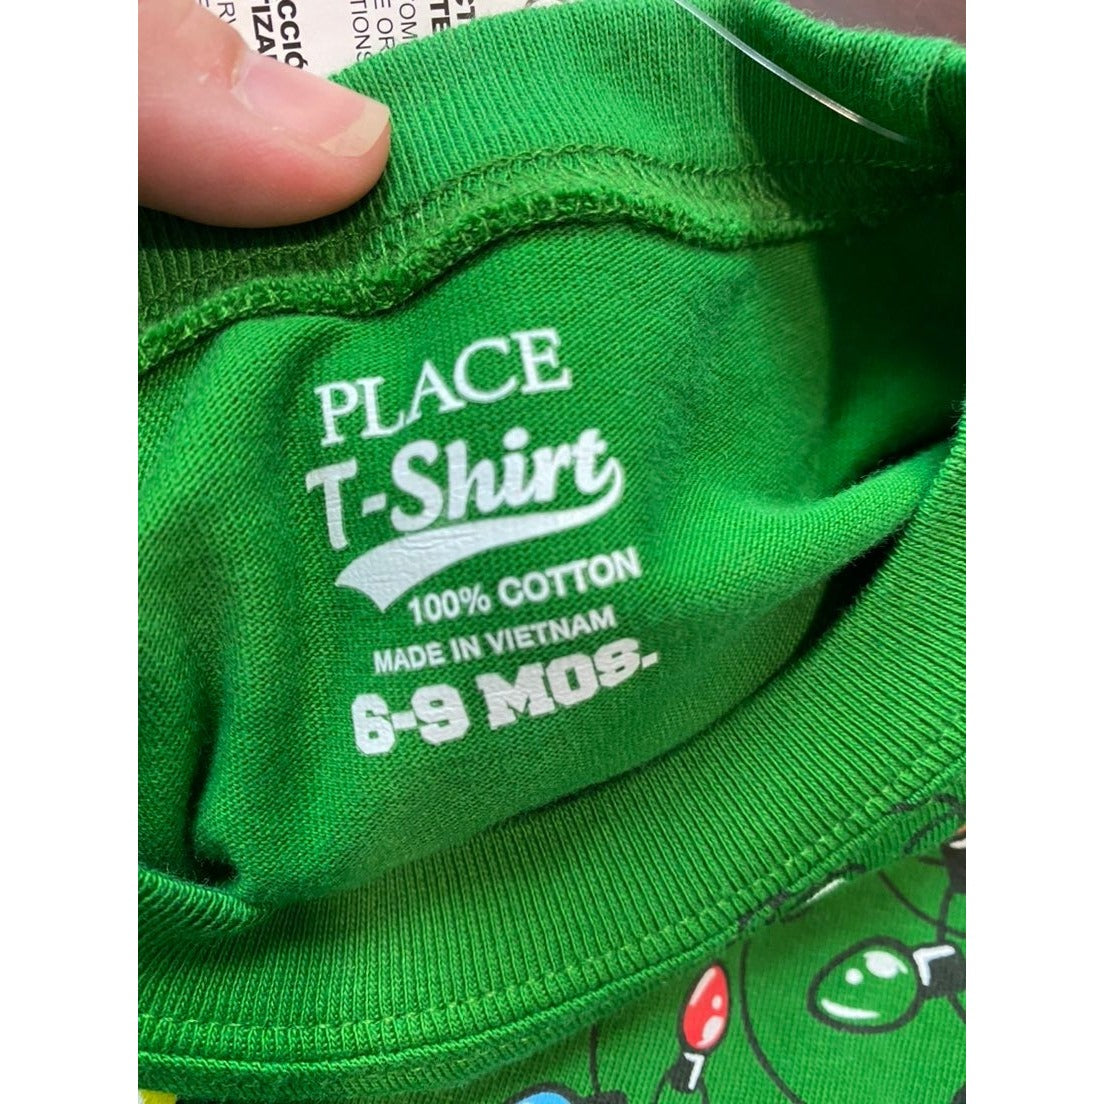 PLACE
T-Shirt
100% COTTON
MADE IN VIETNAM
6-9 MOS.